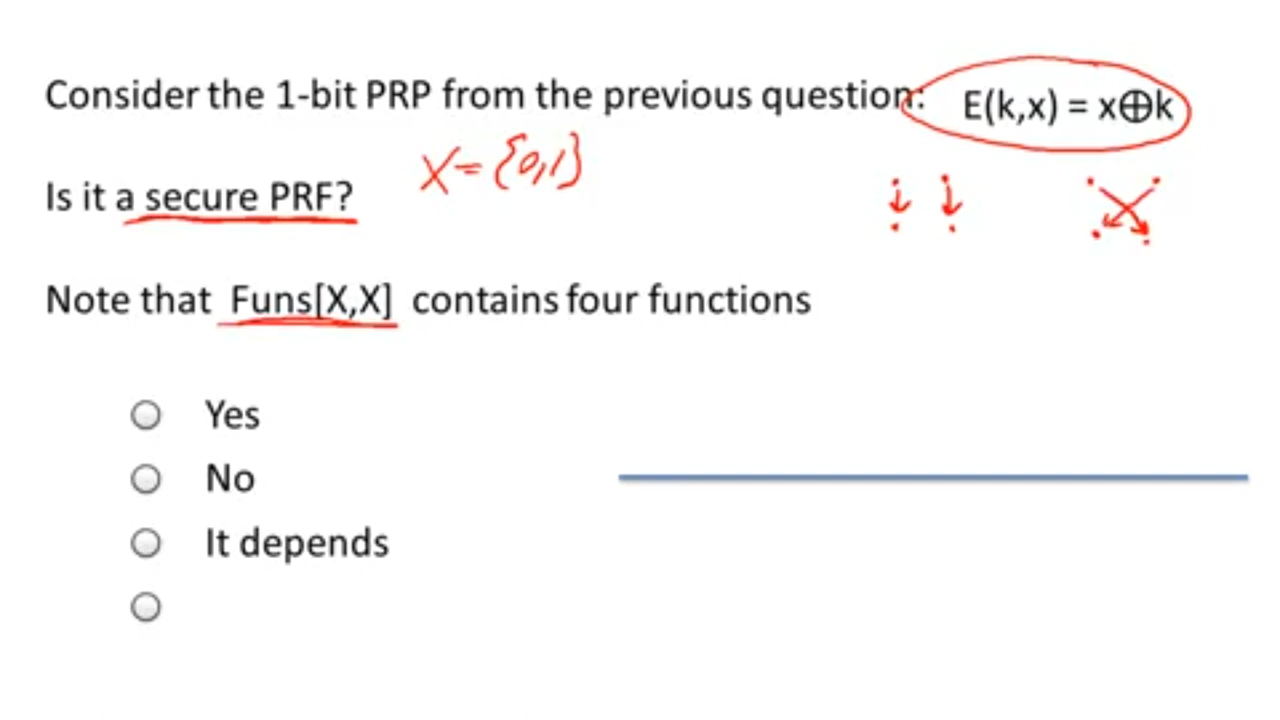 Consider the 1-bit PRP from the previous question: E(k,x) = x⊕k
X = {0,1}
Is it a secure PRF?
Note that Funs[X,X] contains four functions
Yes
No
It depends